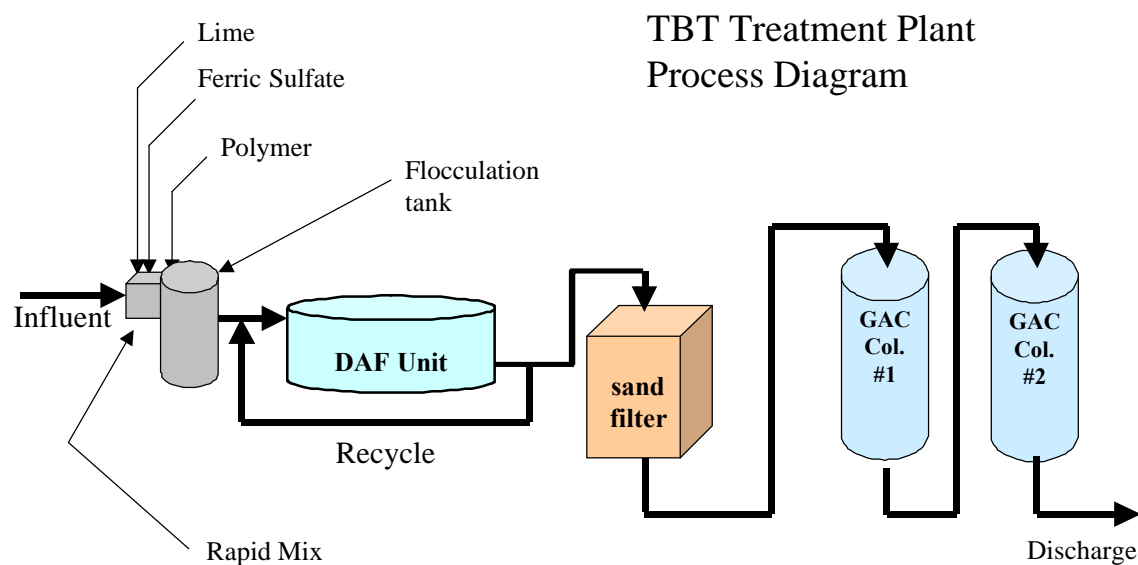 TBT Treatment Plant
Process Diagram
Lime
Ferric Sulfate
Polymer
Flocculation
tank
Influent
DAF Unit
Recycle
sand
filter
GAC
Col.
#1
GAC
Col.
#2
Rapid Mix
Discharge